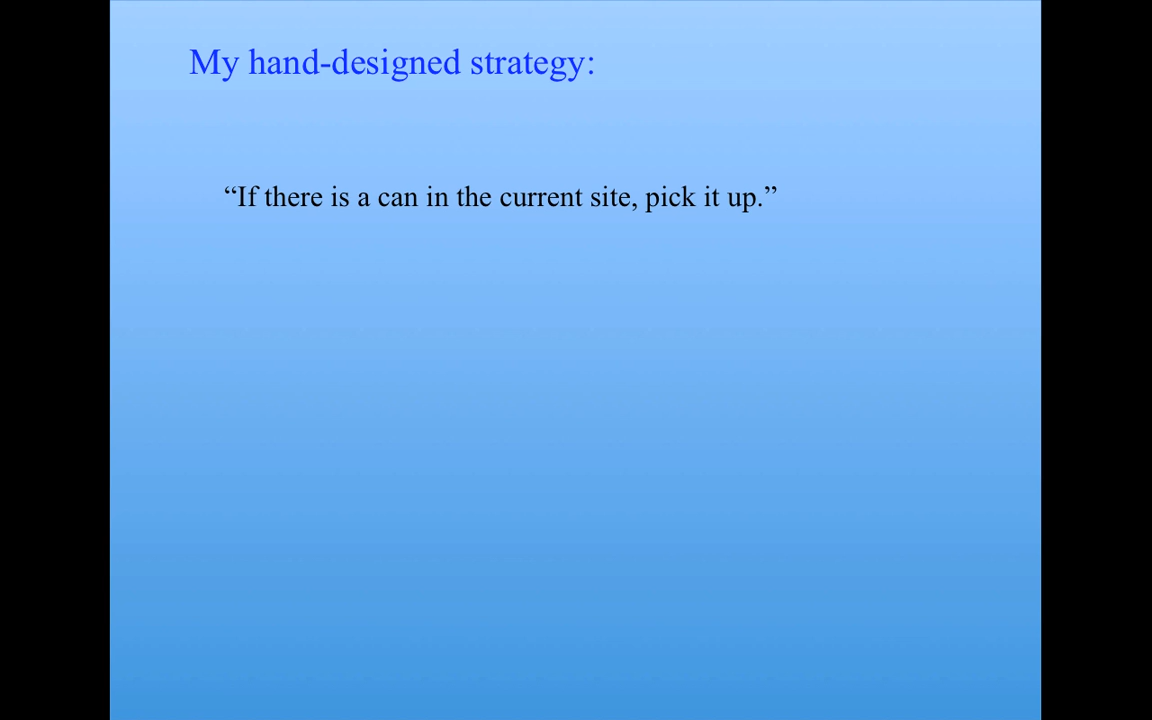 My hand-designed strategy:
“If there is a can in the current site, pick it up.”